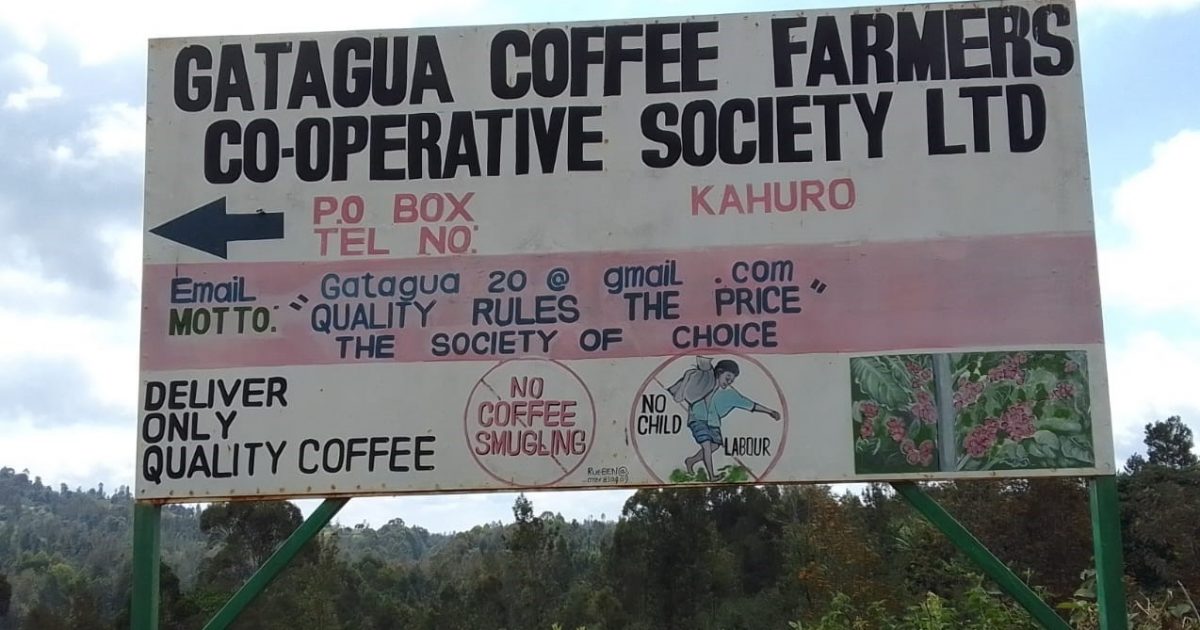 GATAGUA COFFEE FARMERS
CO-OPERATIVE SOCIETY LTD
P.O BOX KAHURO
TEL NO:
Email Gatagua 20 @ gmail .com
MOTTO: "QUALITY RULES THE PRICE"
THE SOCIETY OF CHOICE
DELIVER
ONLY
QUALITY COFFEE
NO
COFFEE
SMUGLING
NO
CHILD
LABOUR
RUEBEN@